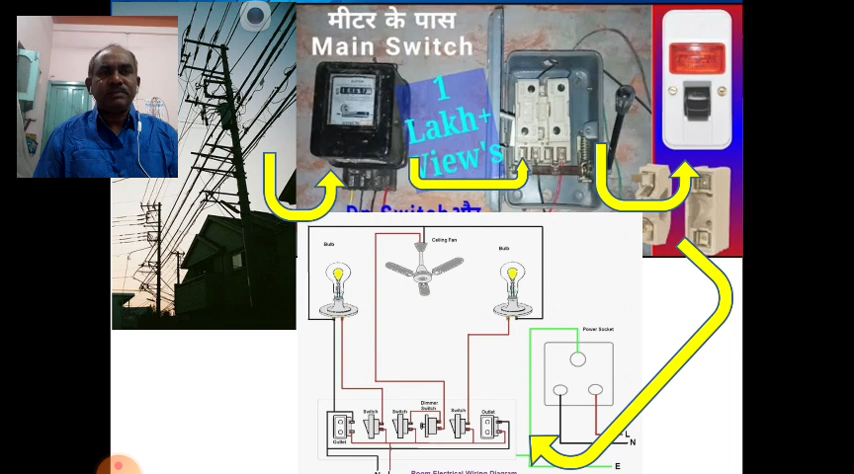 मीटर के पास
Main Switch
1
Lakh+
View's
Bulb
Ceiling Fan
Bulb
Power Socket
Dimmer
Switch
Switch
Switch
Switch
Outlet
Outlet
L
N
E
Room Electrical Wiring Diagram